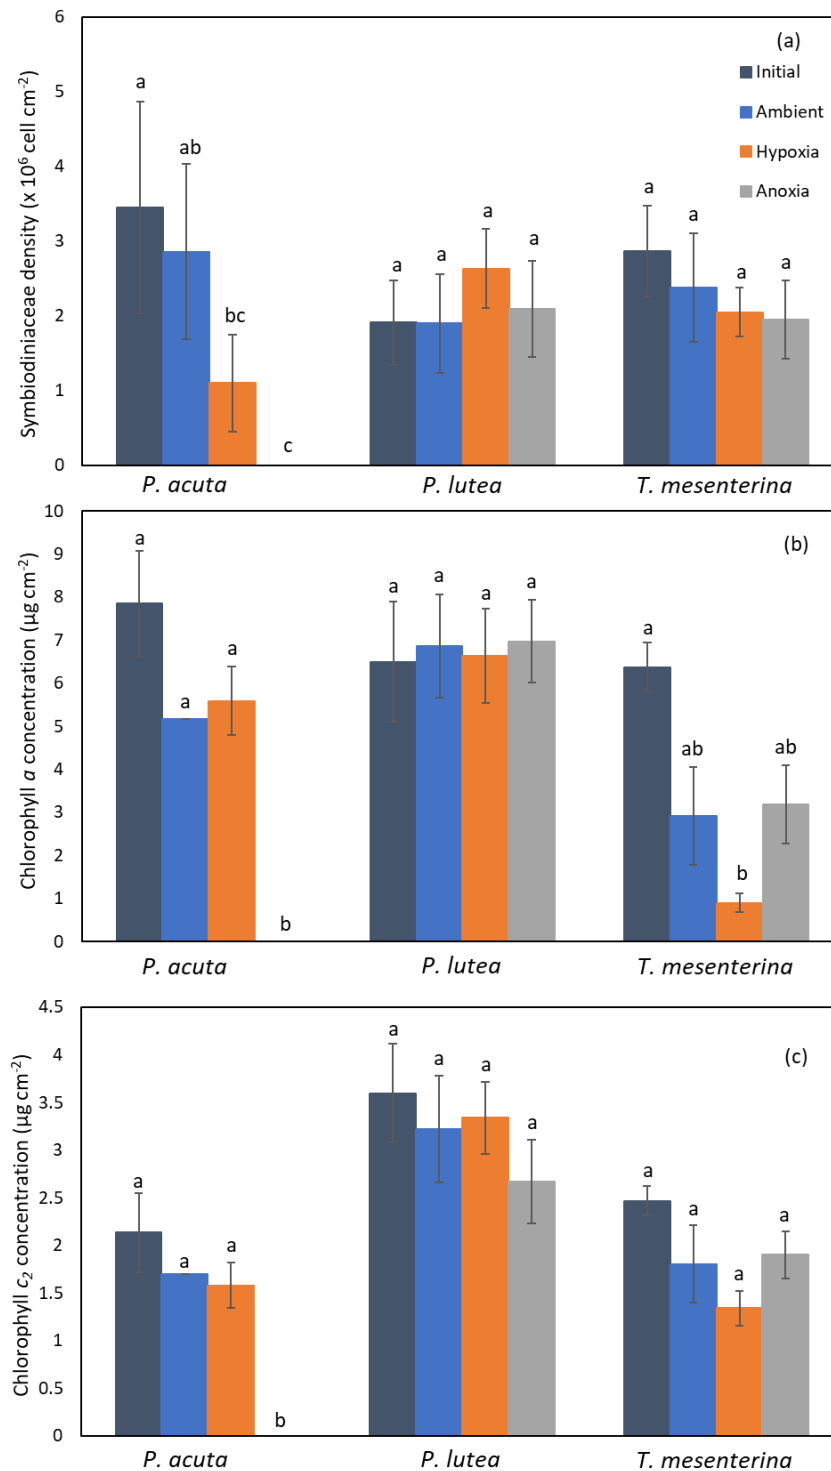 6
(a)
Initial
a
5
Ambient
ab
4
Hypoxia
a
a
a
Anoxia
3
a
a
a
a
a
bc
2
1
0
c
Symbiodiniaceae density (x 10⁶ cell cm⁻²)
P. acuta P. lutea T. mesenterina
10
(b)
a
9
8
a a a a
7
a
a
6
a
5
4
ab ab
3
2
b
1
0
b
Chlorophyll a concentration (µg cm⁻²)
P. acuta P. lutea T. mesenterina
4.5
(c)
a
4
a a
3.5
a
3
a
2.5
a
a
a
2
a
a
a
1.5
1
0.5
0
b
Chlorophyll c₂ concentration (µg cm⁻²)
P. acuta P. lutea T. mesenterina